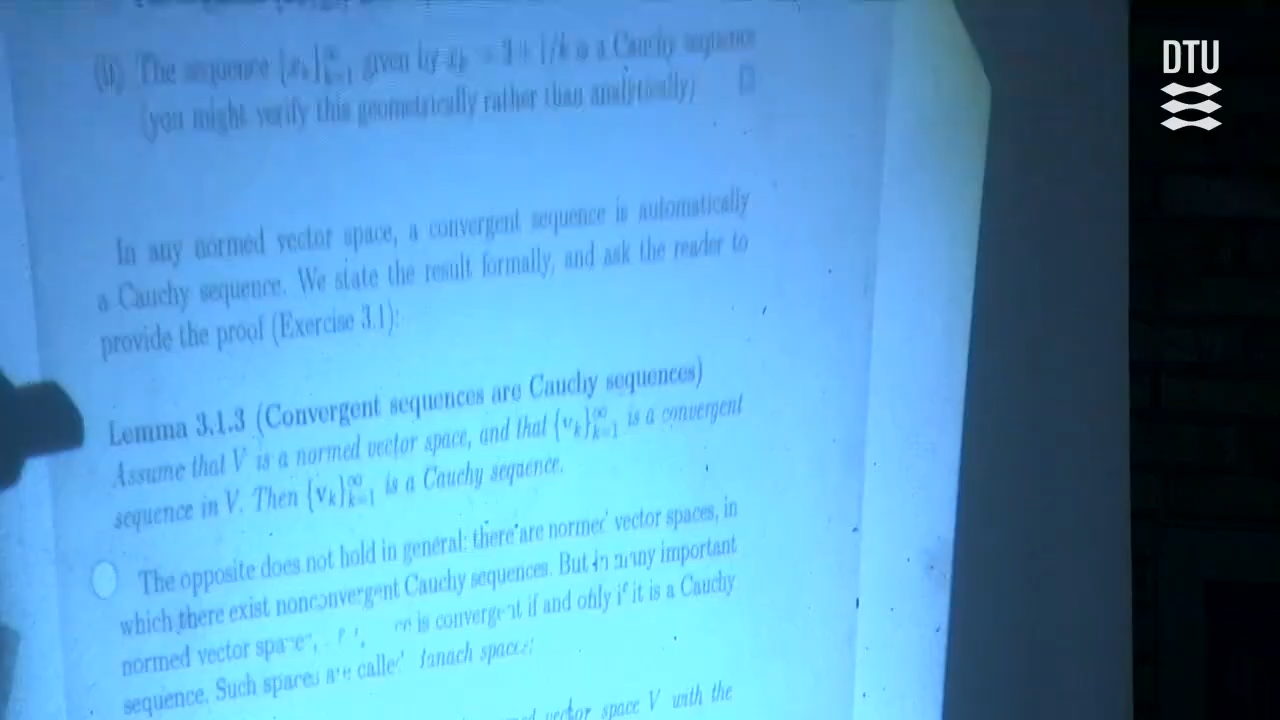 (ii) The sequence {x_k}_{k=1}^∞ given by x_k = 3 + 1/k is a Cauchy sequence
(you might verify this geometrically rather than analytically)
DTU
In any normed vector space, a convergent sequence is automatically
a Cauchy sequence. We state the result formally, and ask the reader to
provide the proof (Exercise 3.1):
Lemma 3.1.3 (Convergent sequences are Cauchy sequences)
Assume that V is a normed vector space, and that {v_k}_{k=1}^∞ is a convergent
sequence in V. Then {v_k}_{k=1}^∞ is a Cauchy sequence.
The opposite does not hold in general: there are normed vector spaces, in
which there exist nonconvergent Cauchy sequences. But in many important
normed vector is convergent if and only if it is a Cauchy
sequence. Such spaces are called Banach spaces:
vector space V with the